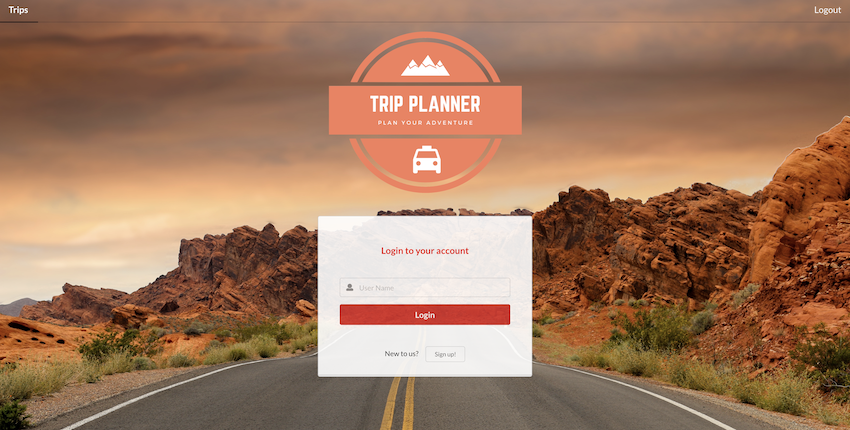 Trips
Logout
TRIP PLANNER
PLAN YOUR ADVENTURE
Login to your account
User Name
Login
New to us?
Sign up!